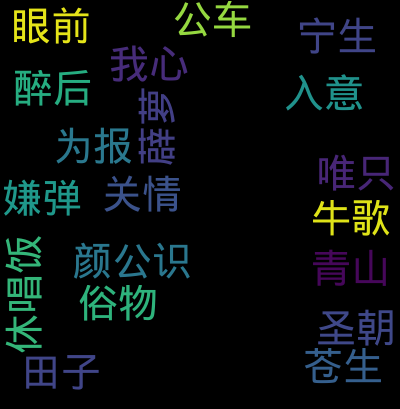 眼前
公车
宁生
我心
醉后
入意
要辟
为报
唯只
嫌弹
关情
牛歌
颜公识
青山
休唱饭
俗物
圣朝
田子
苍生